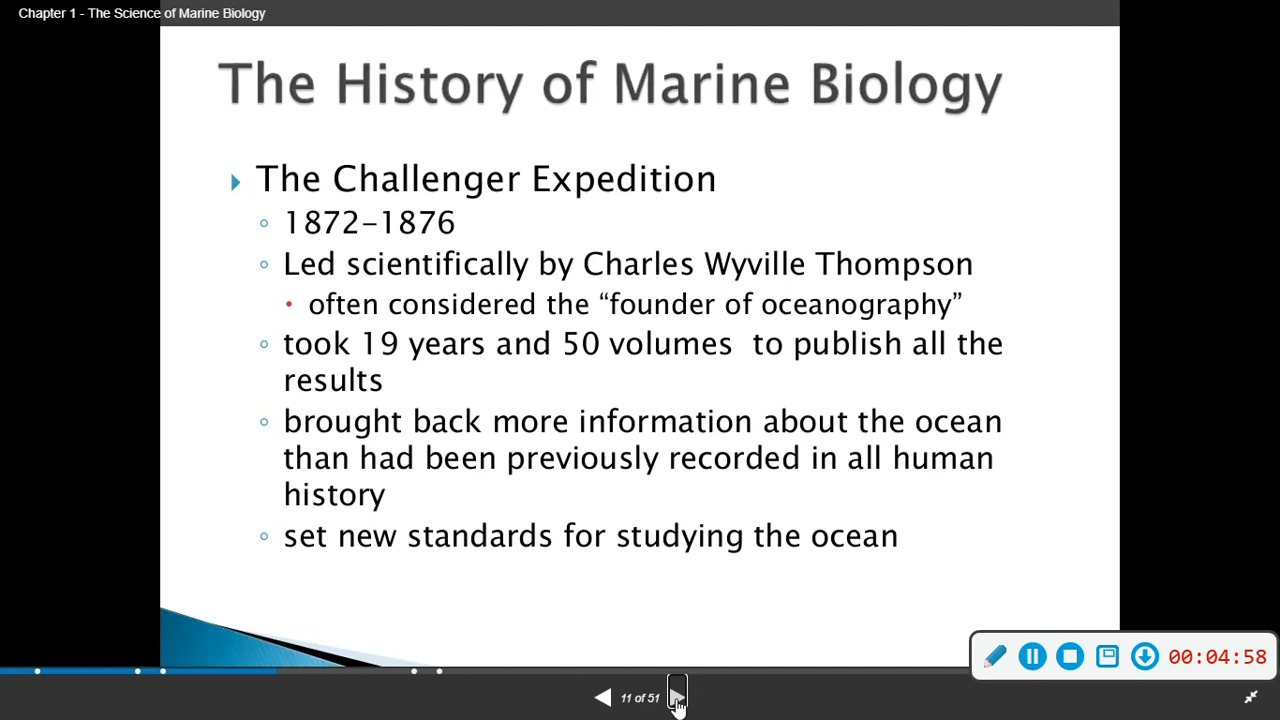 Chapter 1 - The Science of Marine Biology
The History of Marine Biology
The Challenger Expedition
1872-1876
Led scientifically by Charles Wyville Thompson
often considered the “founder of oceanography”
took 19 years and 50 volumes to publish all the
results
brought back more information about the ocean
than had been previously recorded in all human
history
set new standards for studying the ocean
00:04:58
11 of 51